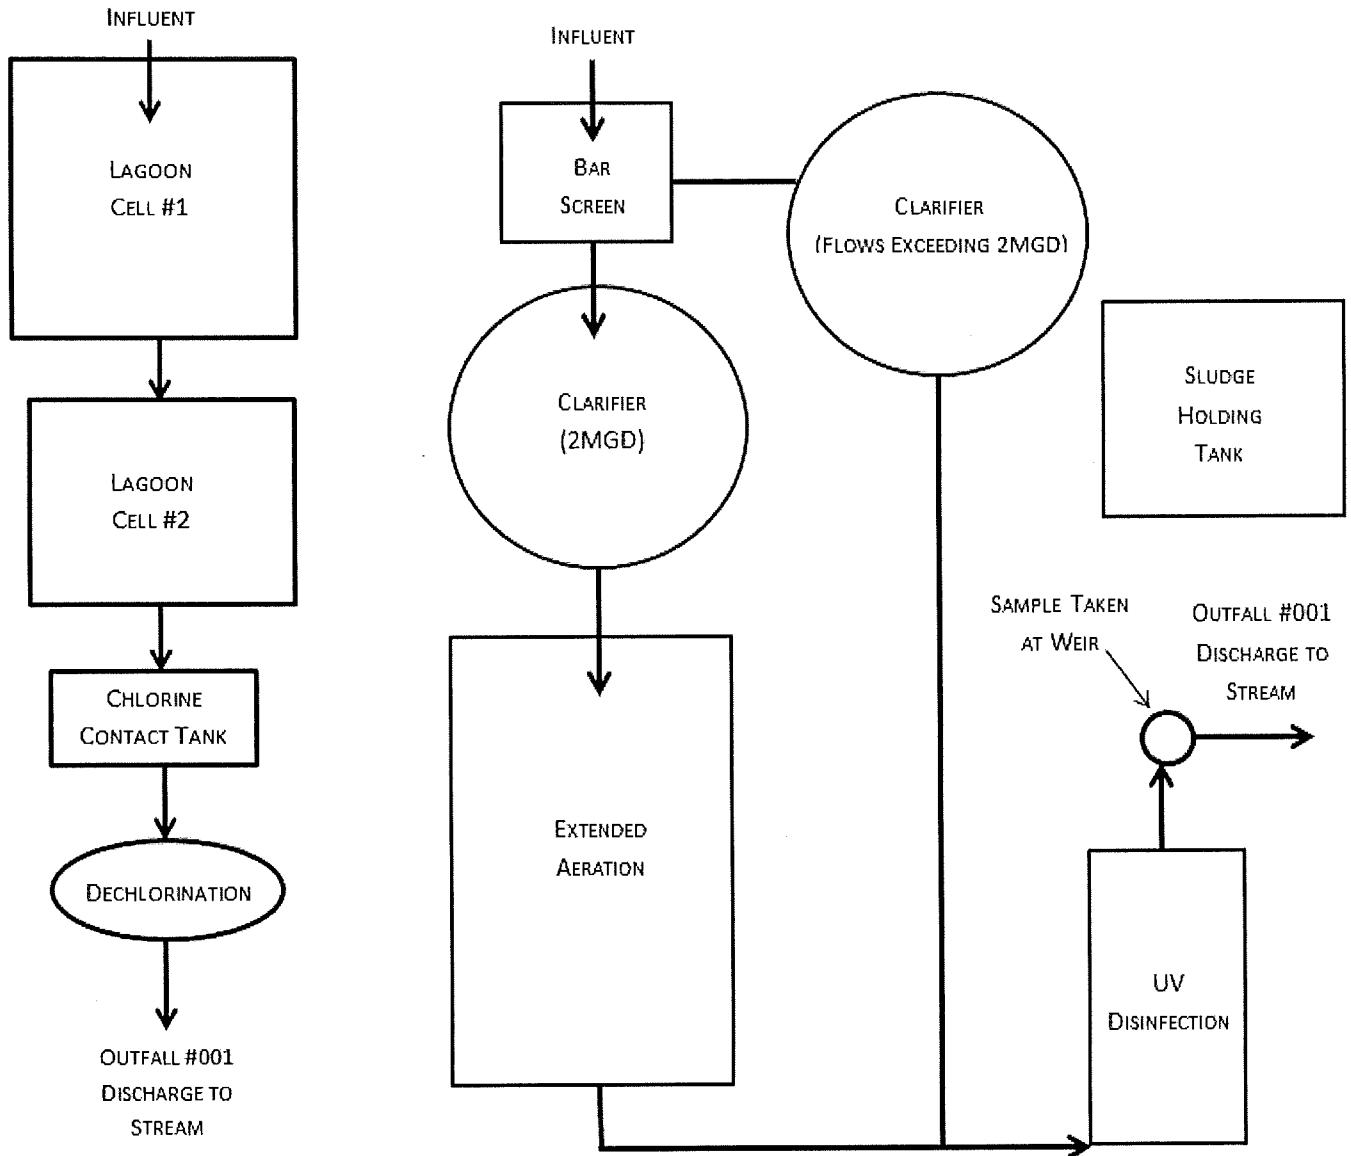 INFLUENT
LAGOON
CELL #1
LAGOON
CELL #2
CHLORINE
CONTACT TANK
DECHLORINATION
OUTFALL #001
DISCHARGE TO
STREAM
INFLUENT
BAR
SCREEN
CLARIFIER
(FLOWS EXCEEDING 2MGD)
CLARIFIER
(2MGD)
EXTENDED
AERATION
SLUDGE
HOLDING
TANK
SAMPLE TAKEN
AT WEIR
OUTFALL #001
DISCHARGE TO
STREAM
UV
DISINFECTION